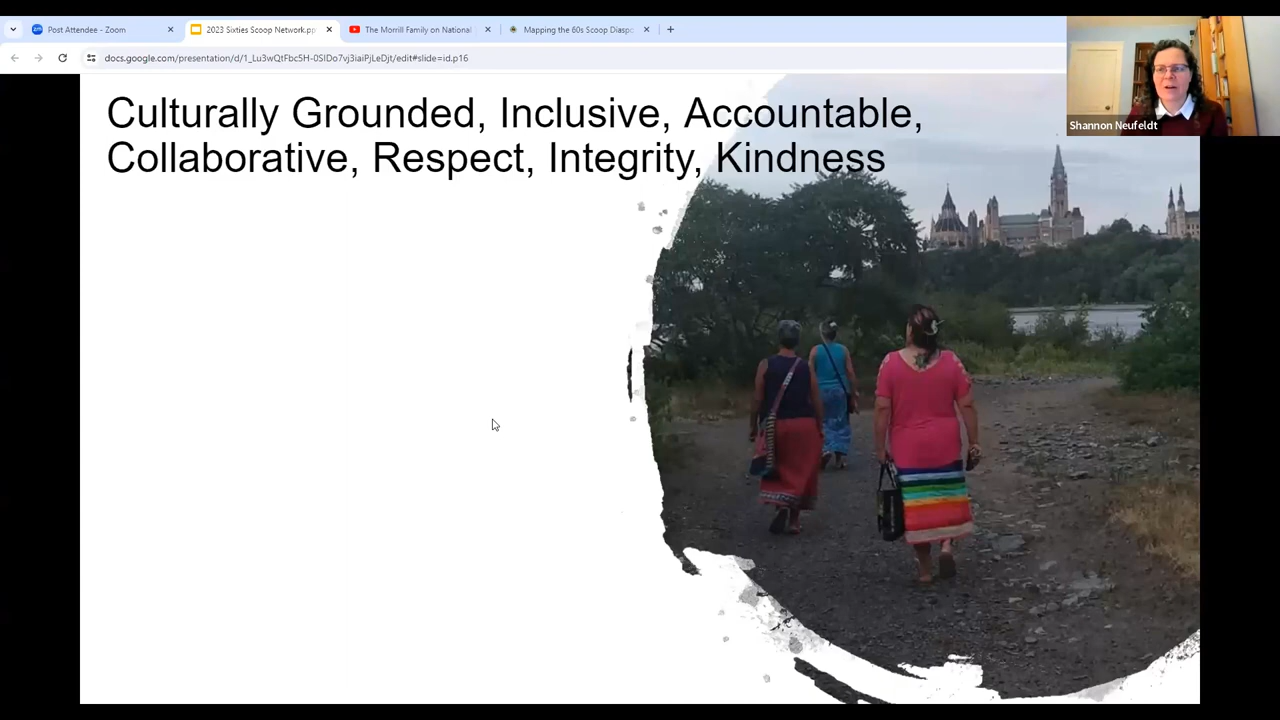 Post Attendee - Zoom
2023 Sixties Scoop Network.pp
The Morrill Family on National
Mapping the 60s Scoop Diaspo
docs.google.com/presentation/d/1_Lu3wQtFbc5H-0SIDo7vj3iaiPjLeDjt/edit#slide=id.p16
Shannon Neufeldt
Culturally Grounded, Inclusive, Accountable,
Collaborative, Respect, Integrity, Kindness